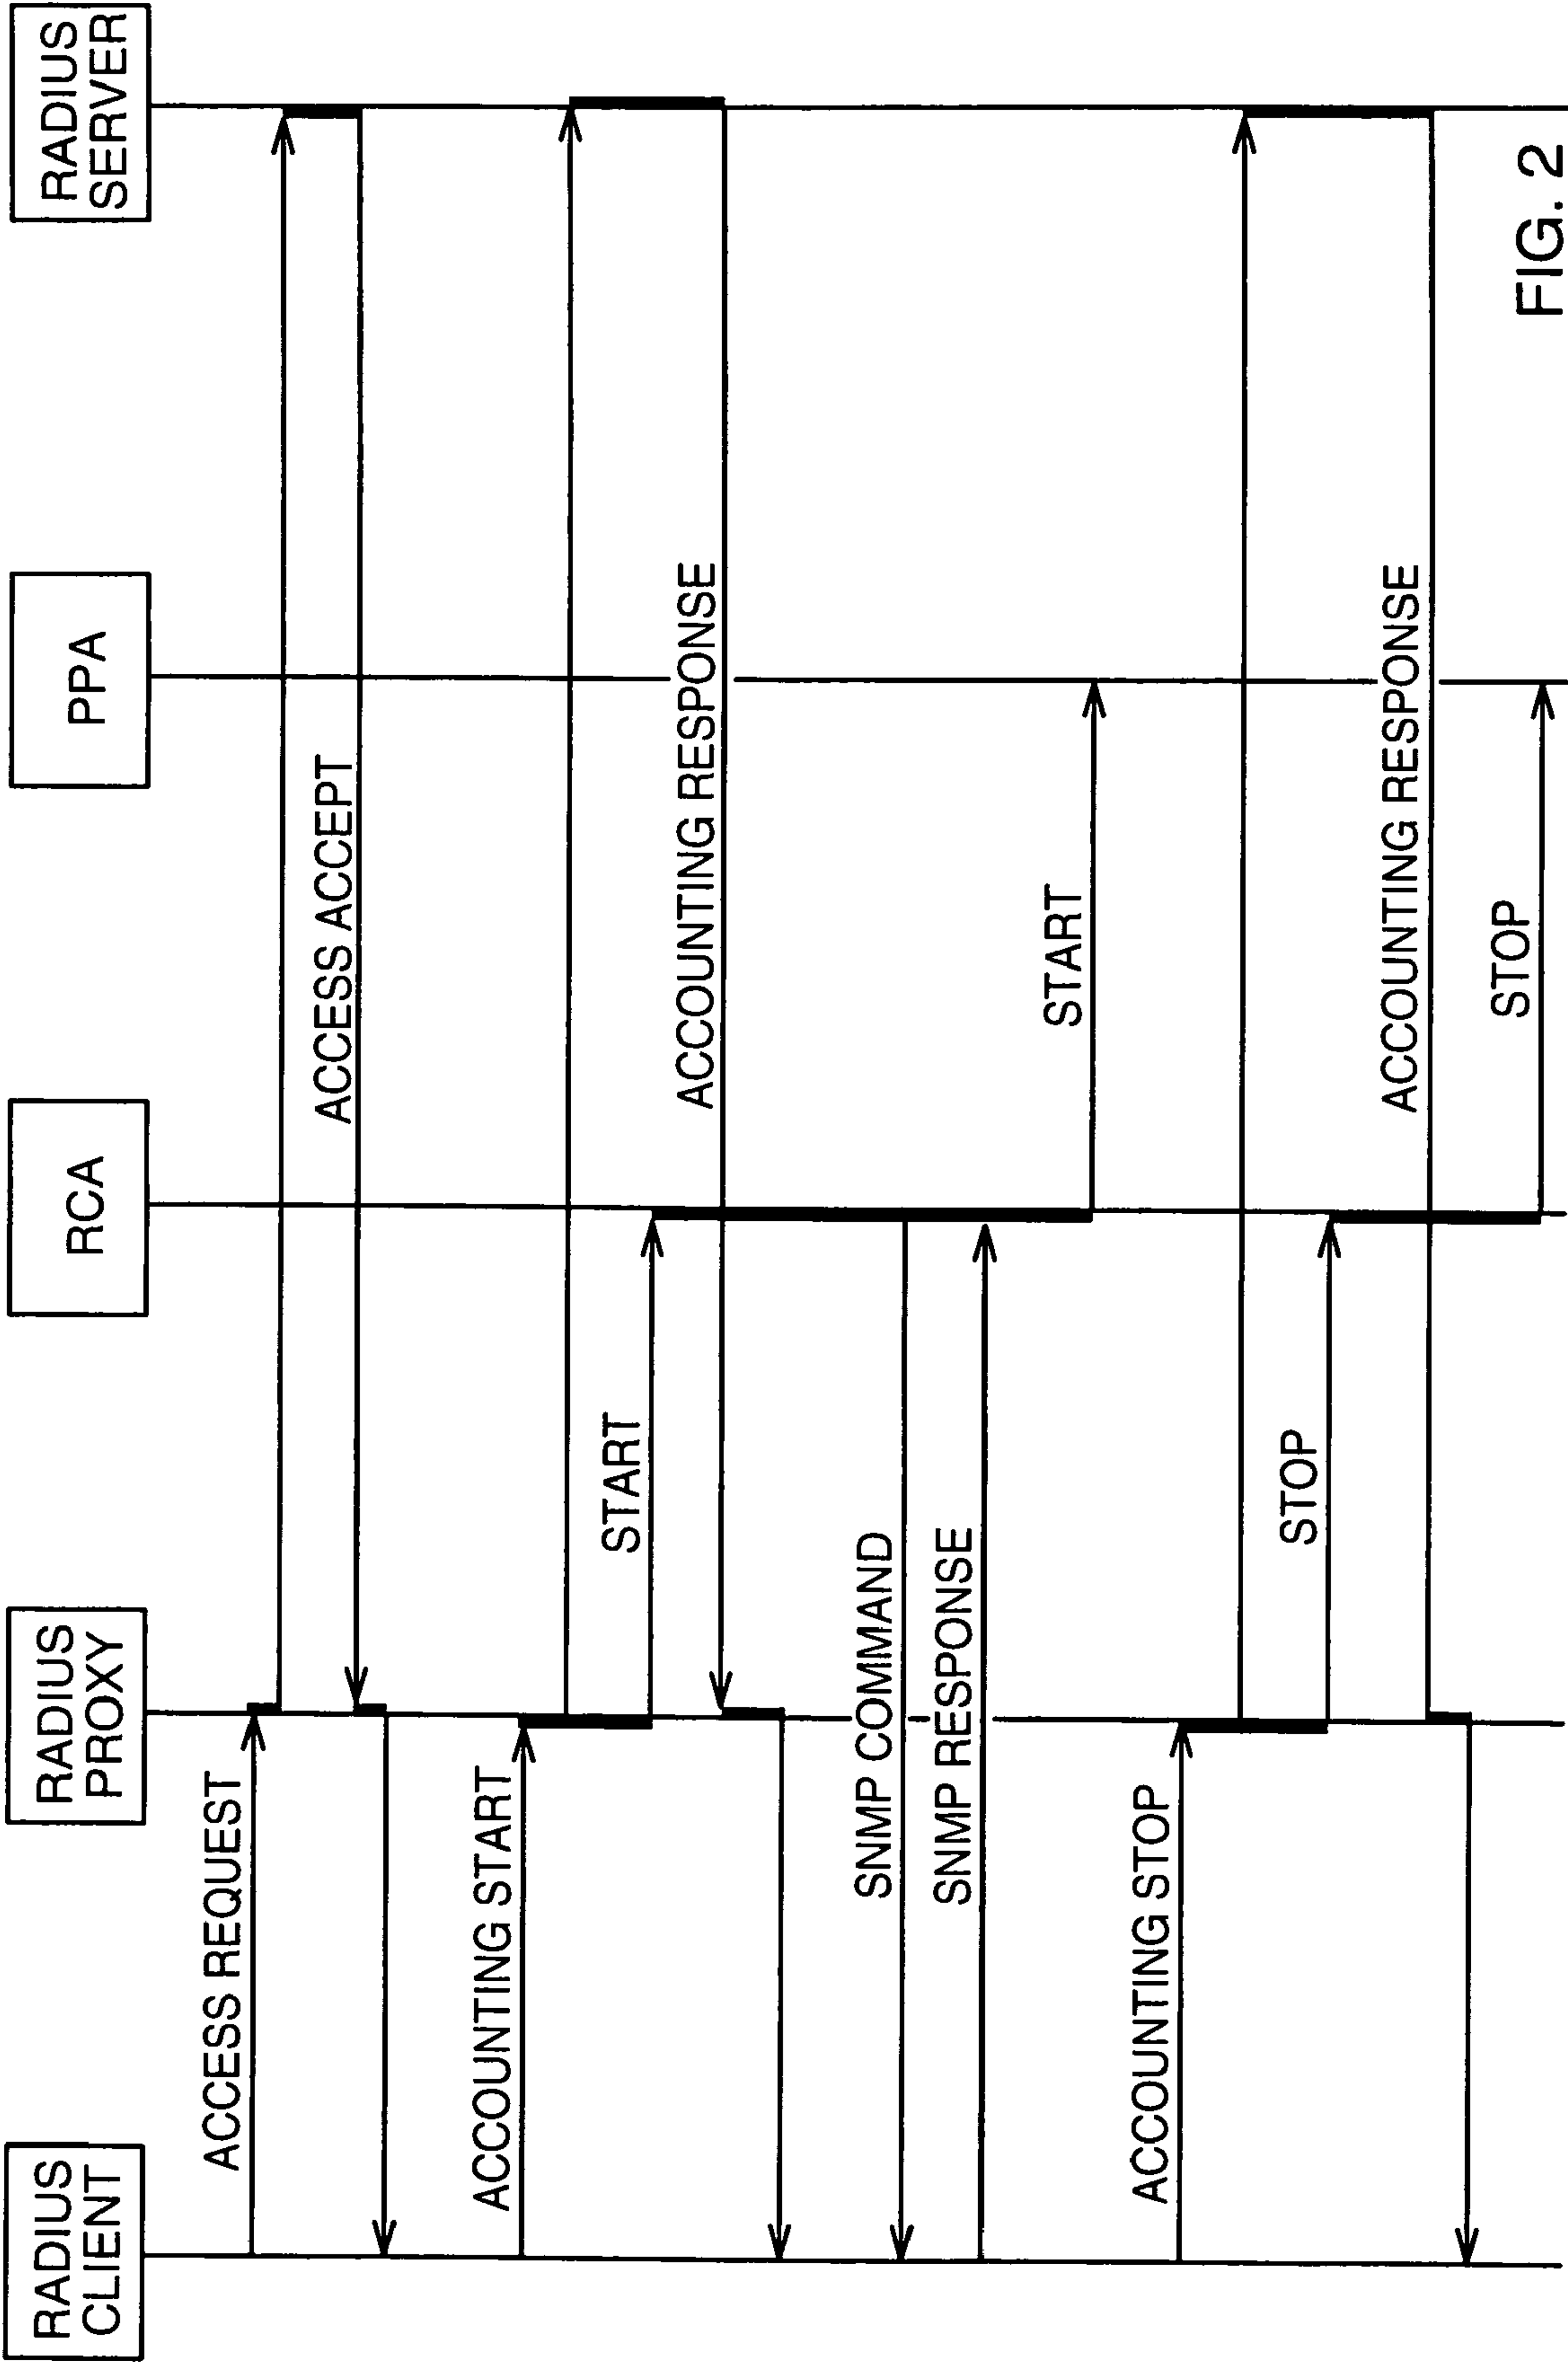 RADIUS
CLIENT
RADIUS
PROXY
RCA
PPA
RADIUS
SERVER
ACCESS REQUEST
ACCESS ACCEPT
ACCOUNTING START
START
ACCOUNTING RESPONSE
SNMP COMMAND
SNMP RESPONSE
START
ACCOUNTING STOP
STOP
ACCOUNTING RESPONSE
STOP
FIG. 2